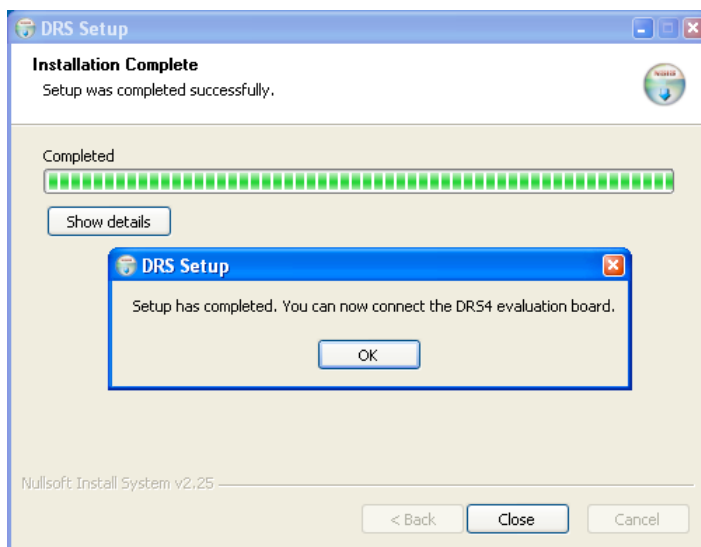 DRS Setup
Installation Complete
Setup was completed successfully.
Completed
Show details
DRS Setup
Setup has completed. You can now connect the DRS4 evaluation board.
OK
Nullsoft Install System v2.25
< Back Close Cancel